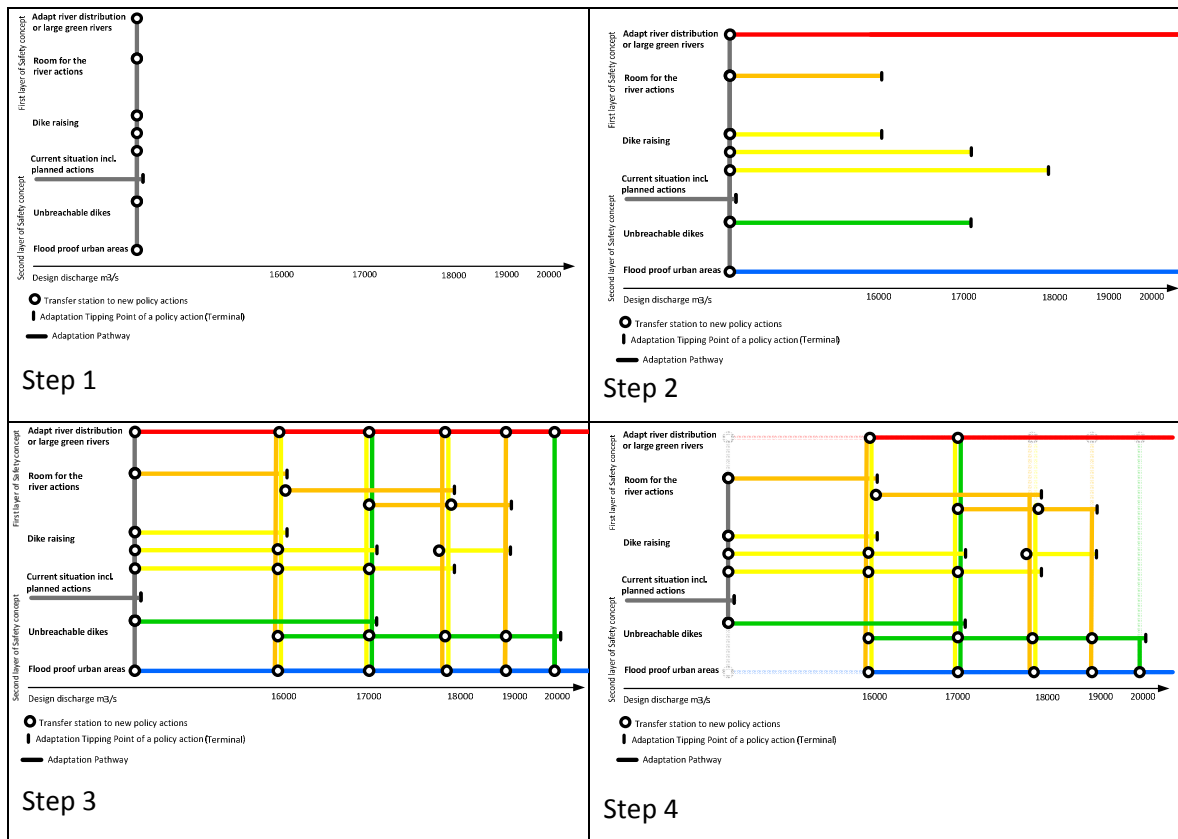 First layer of Safety concept
Second layer of Safety concept
Adapt river distribution
or large green rivers
Room for the
river actions
Dike raising
Current situation incl.
planned actions
Unbreachable dikes
Flood proof urban areas
Design discharge m3/s
16000
17000
18000
19000
20000
Transfer station to new policy actions
Adaptation Tipping Point of a policy action (Terminal)
Adaptation Pathway
Step 1
First layer of Safety concept
Second layer of Safety concept
Adapt river distribution
or large green rivers
Room for the
river actions
Dike raising
Current situation incl.
planned actions
Unbreachable dikes
Flood proof urban areas
Design discharge m3/s
16000
17000
18000
19000
20000
Transfer station to new policy actions
Adaptation Tipping Point of a policy action (Terminal)
Adaptation Pathway
Step 2
First layer of Safety concept
Second layer of Safety concept
Adapt river distribution
or large green rivers
Room for the
river actions
Dike raising
Current situation incl.
planned actions
Unbreachable dikes
Flood proof urban areas
Design discharge m3/s
16000
17000
18000
19000
20000
Transfer station to new policy actions
Adaptation Tipping Point of a policy action (Terminal)
Adaptation Pathway
Step 3
First layer of Safety concept
Second layer of Safety concept
Adapt river distribution
or large green rivers
Room for the
river actions
Dike raising
Current situation incl.
planned actions
Unbreachable dikes
Flood proof urban areas
Design discharge m3/s
16000
17000
18000
19000
20000
Transfer station to new policy actions
Adaptation Tipping Point of a policy action (Terminal)
Adaptation Pathway
Step 4